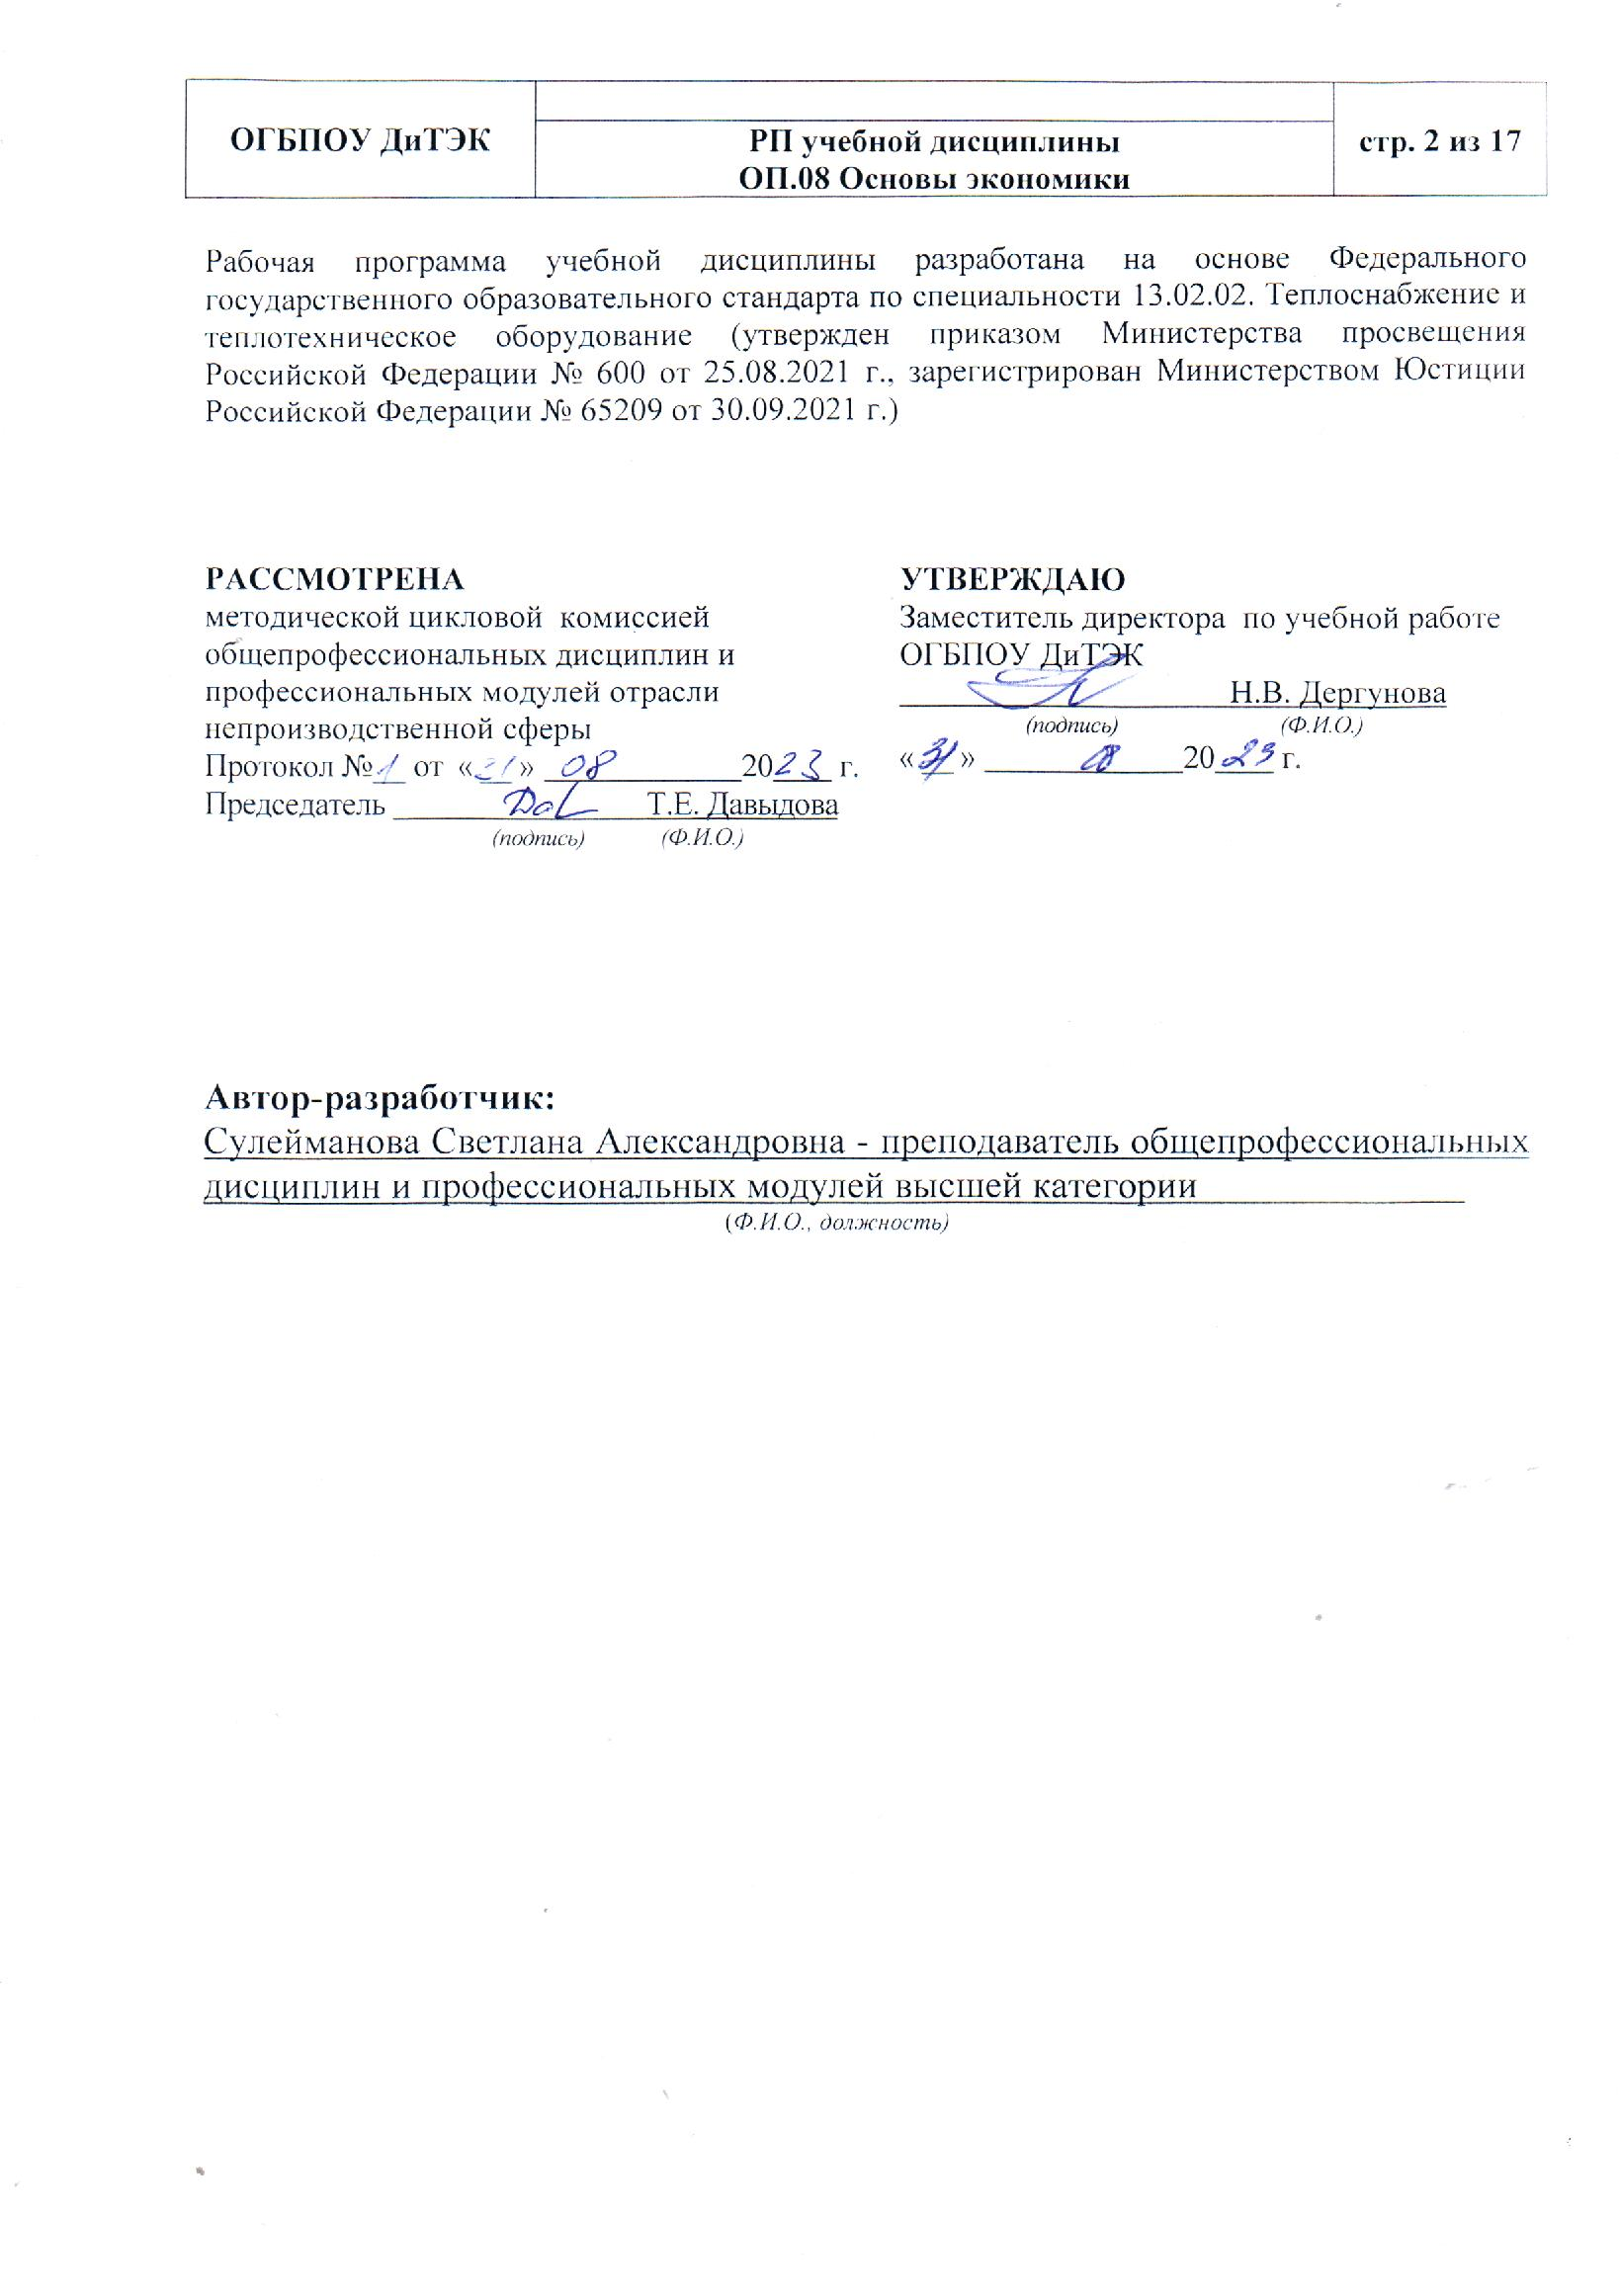 ОГБПОУ ДиТЭК
РП учебной дисциплины
ОП.08 Основы экономики
стр. 2 из 17
Рабочая программа учебной дисциплины разработана на основе Федерального
государственного образовательного стандарта по специальности 13.02.02. Теплоснабжение и
теплотехническое оборудование (утвержден приказом Министерства просвещения
Российской Федерации № 600 от 25.08.2021 г., зарегистрирован Министерством Юстиции
Российской Федерации № 65209 от 30.09.2021 г.)
РАССМОТРЕНА
методической цикловой комиссией
общепрофессиональных дисциплин и
профессиональных модулей отрасли
непроизводственной сферы
Протокол № 1 от « » 08 2023 г.
Председатель Т.Е. Давыдова
(подпись) (Ф.И.О.)
УТВЕРЖДАЮ
Заместитель директора по учебной работе
ОГБПОУ ДиТЭК
Н.В. Дергунова
(подпись) (Ф.И.О.)
«31» 2023 г.
Автор-разработчик:
Сулейманова Светлана Александровна - преподаватель общепрофессиональных
дисциплин и профессиональных модулей высшей категории
(Ф.И.О., должность)